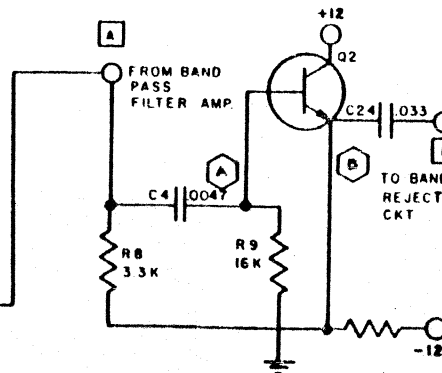 +12
A
Q2
FROM BAND
PASS
FILTER AMP.
C24 .033
A
B
C4 .0047
TO BAN
REJECT
CKT
R8
3.3K
R9
16K
-12